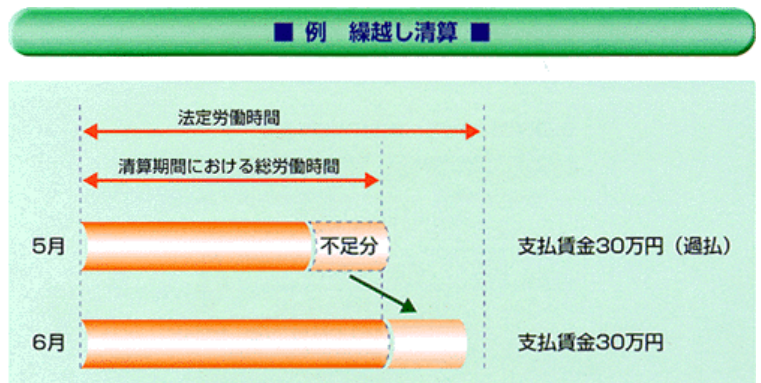 ■ 例　繰越し清算 ■
法定労働時間
清算期間における総労働時間
5月
不足分
支払賃金30万円（過払）
6月
支払賃金30万円